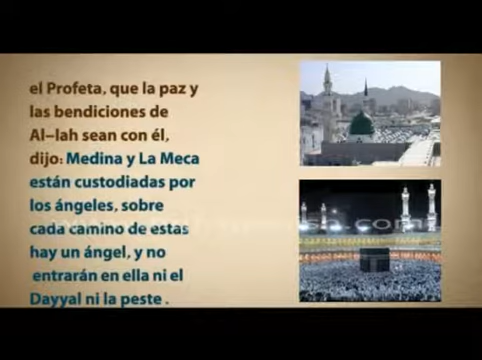 el Profeta, que la paz y
las bendiciones de
Al-lah sean con él,
dijo: Medina y La Meca
están custodiadas por
los ángeles, sobre
cada camino de estas
hay un ángel, y no
entrarán en ella ni el
Dayyal ni la peste .